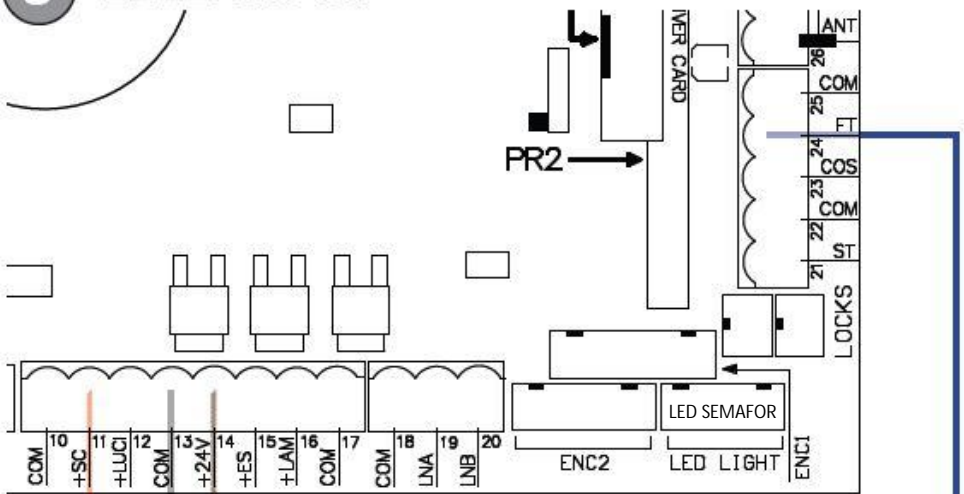 ANT
26
COM
25
FT
24
COS
23
COM
22
ST
21
LOCKS
VER CARD
PR2
LED SEMAFOR
ENC2
LED LIGHT
ENC1
COM 10
+SC 11
+LUCI 12
COM 13
+24V 14
+ES 15
+LAM 16
COM 17
COM 18
LNA 19
LNB 20